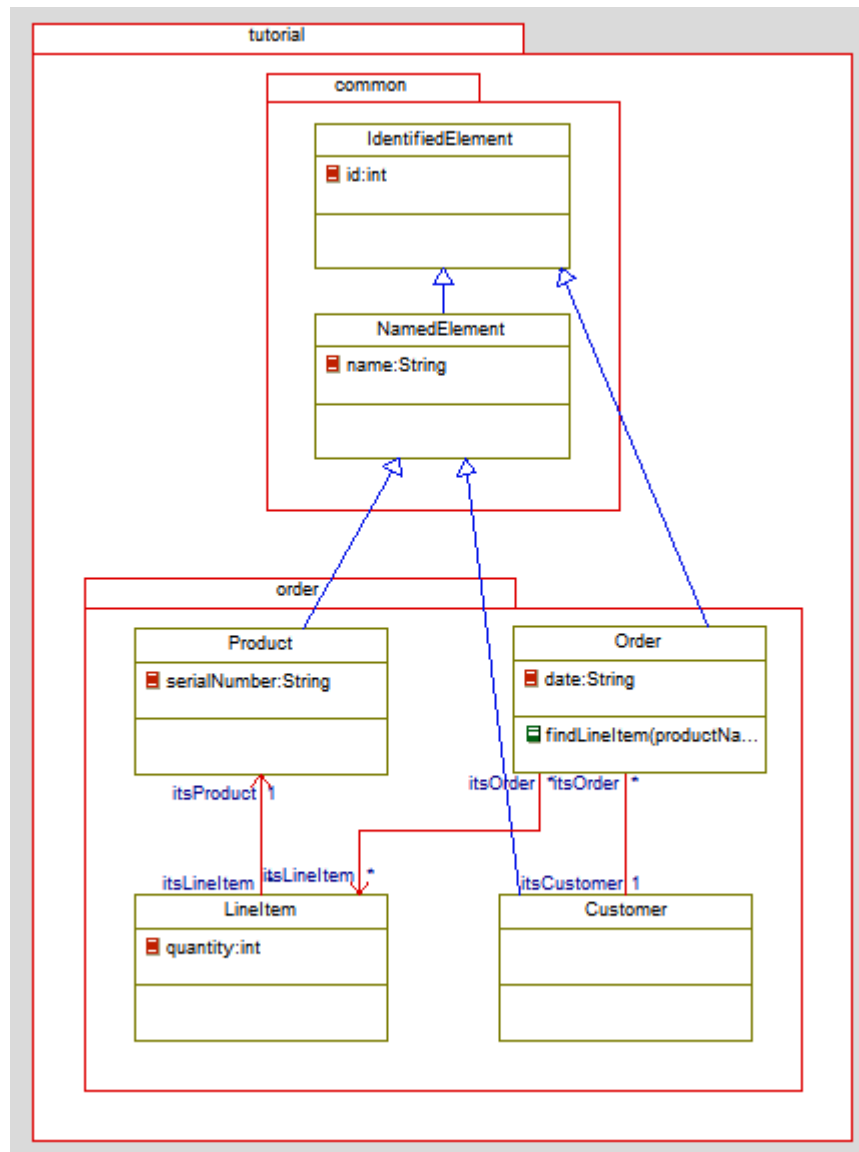 tutorial
common
IdentifiedElement
id:int
NamedElement
name:String
order
Product
serialNumber:String
Order
date:String
findLineItem(productNa...
itsProduct 1
itsOrder *
itsOrder *
itsLineItem *
itsLineItem *
itsCustomer 1
LineItem
quantity:int
Customer